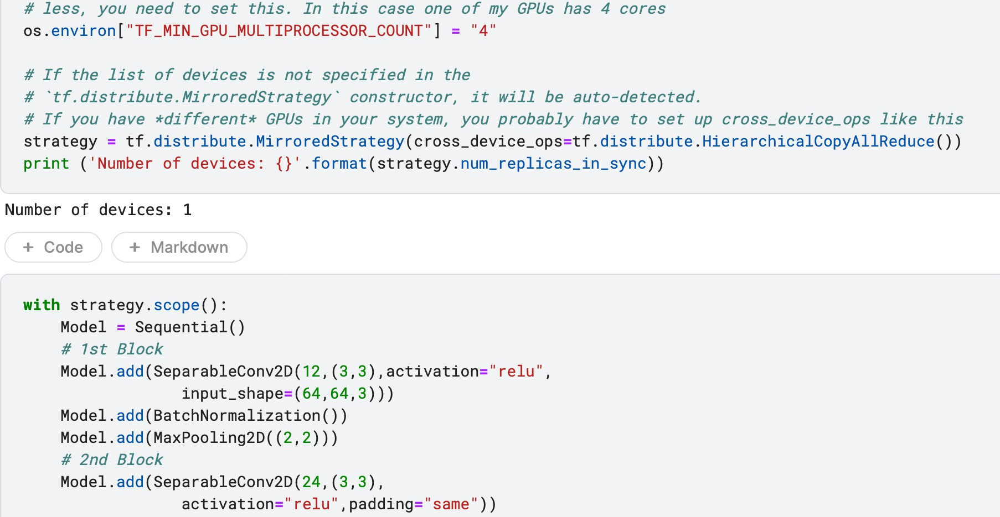 # less, you need to set this. In this case one of my GPUs has 4 cores
os.environ["TF_MIN_GPU_MULTIPROCESSOR_COUNT"] = "4"
# If the list of devices is not specified in the
# `tf.distribute.MirroredStrategy` constructor, it will be auto-detected.
# If you have *different* GPUs in your system, you probably have to set up cross_device_ops like this
strategy = tf.distribute.MirroredStrategy(cross_device_ops=tf.distribute.HierarchicalCopyAllReduce())
print ('Number of devices: {}'.format(strategy.num_replicas_in_sync))
Number of devices: 1
+ Code + Markdown
with strategy.scope():
    Model = Sequential()
    # 1st Block
    Model.add(SeparableConv2D(12,(3,3),activation="relu",
                 input_shape=(64,64,3)))
    Model.add(BatchNormalization())
    Model.add(MaxPooling2D((2,2)))
    # 2nd Block
    Model.add(SeparableConv2D(24,(3,3),
                 activation="relu",padding="same"))